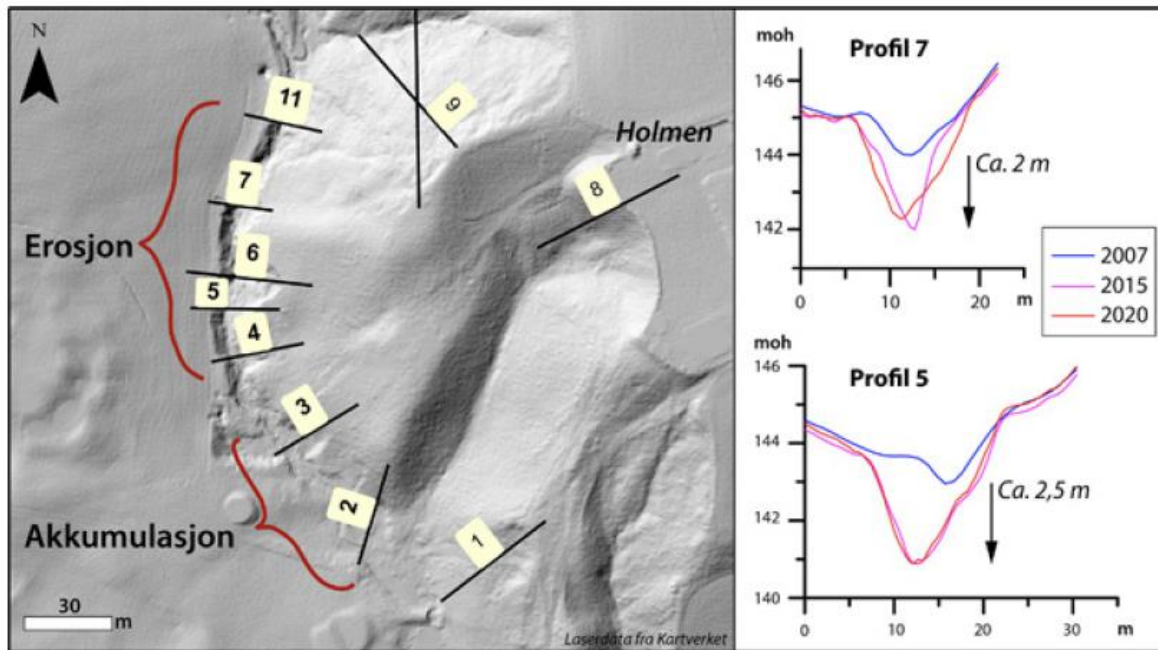 N
11
9
Holmen
7
8
Erosjon
6
5
4
3
Akkumulasjon
2
1
30
m
Laserdata fra Kartverket
moh
Profil 7
146
144
Ca. 2 m
142
0
10
20
m
2007
2015
2020
moh
146
Profil 5
144
Ca. 2,5 m
142
140
0
10
20
30
m